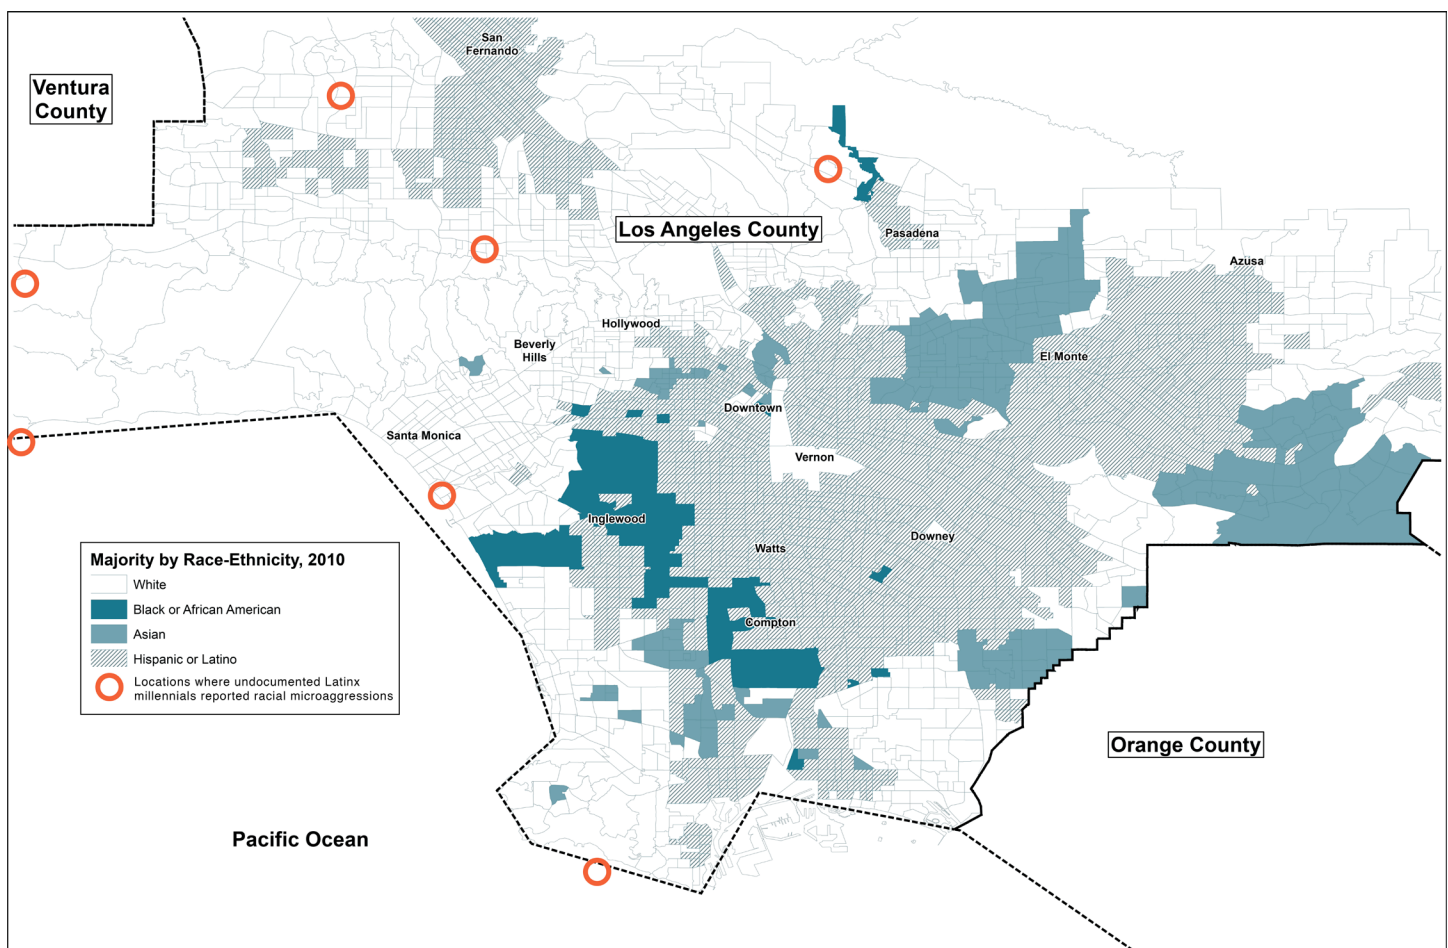 San
Fernando
Ventura
County
Los Angeles County
Pasadena
Azusa
Hollywood
Beverly
Hills
El Monte
Downtown
Santa Monica
Vernon
Inglewood
Downey
Watts
Compton
Majority by Race-Ethnicity, 2010
White
Black or African American
Asian
Hispanic or Latino
Locations where undocumented Latinx
millennials reported racial microaggressions
Orange County
Pacific Ocean